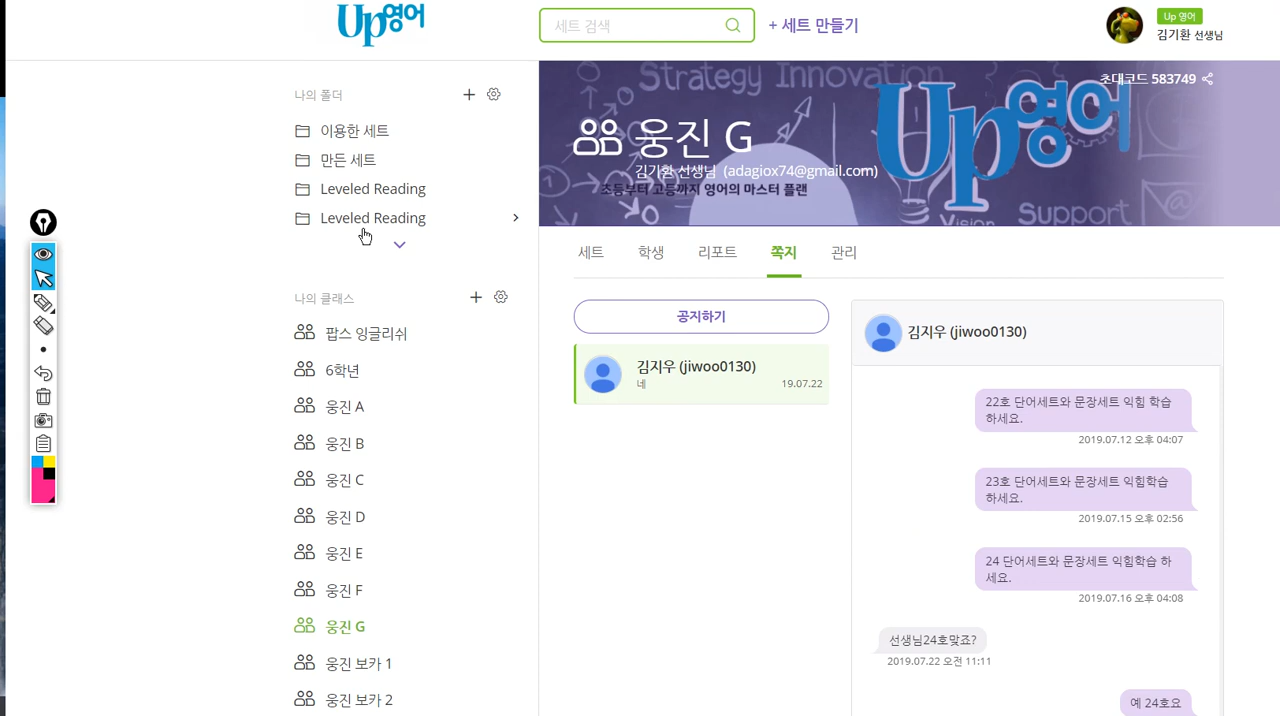 Up영어
세트 검색
+ 세트 만들기
Up 영어
김기환 선생님
나의 폴더
이용한 세트
만든 세트
Leveled Reading
Leveled Reading
나의 클래스
팝스 잉글리쉬
6학년
웅진 A
웅진 B
웅진 C
웅진 D
웅진 E
웅진 F
웅진 G
웅진 보카 1
웅진 보카 2
Strategy Innovation
초대코드 583749
웅진 G
Up영어
김기환 선생님 (adagiox74@gmail.com)
초등부터 고등까지 영어의 마스터 플랜
Vision
Support
세트
학생
리포트
쪽지
관리
공지하기
김지우 (jiwoo0130)
네
19.07.22
김지우 (jiwoo0130)
22호 단어세트와 문장세트 익힘 학습
하세요.
2019.07.12 오후 04:07
23호 단어세트와 문장세트 익힘학습
하세요.
2019.07.15 오후 02:56
24 단어세트와 문장세트 익힘학습 하
세요.
2019.07.16 오후 04:08
선생님24호맞죠?
2019.07.22 오전 11:11
예 24호요